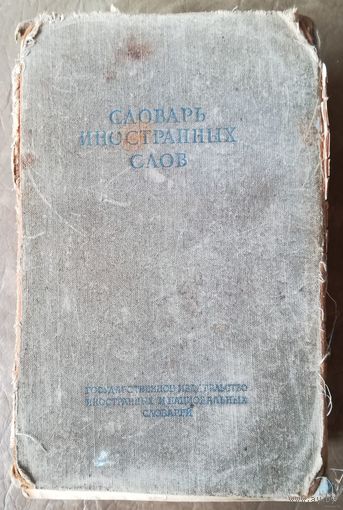 СЛОВАРЬ
ИНОСТРАННЫХ
СЛОВ
ГОСУДАРСТВЕННОЕ ИЗДАТЕЛЬСТВО
ИНОСТРАННЫХ И НАЦИОНАЛЬНЫХ
СЛОВАРЕЙ